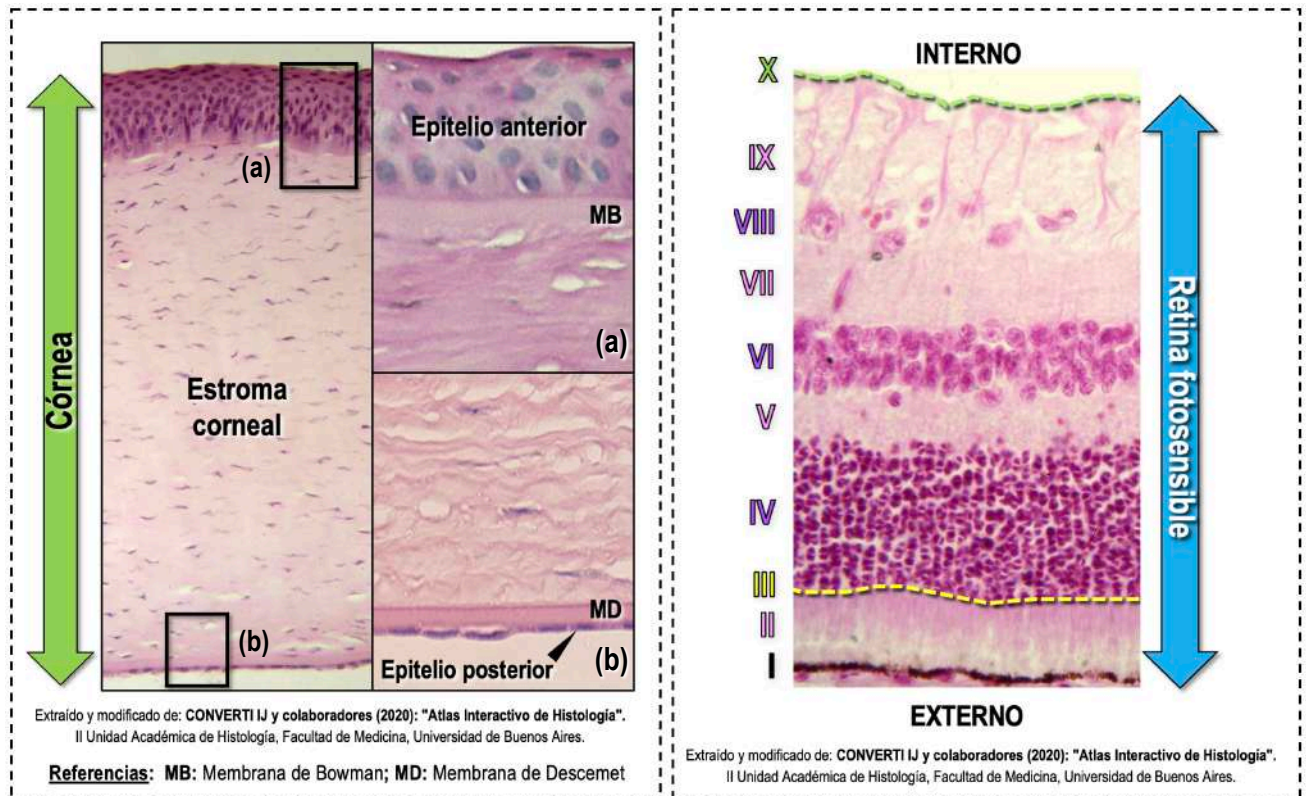 Córnea
(a)
Estroma
corneal
(b)
Epitelio anterior
MB
(a)
MD
Epitelio posterior
(b)
Extraído y modificado de: CONVERTI IJ y colaboradores (2020): "Atlas Interactivo de Histología".
II Unidad Académica de Histología, Facultad de Medicina, Universidad de Buenos Aires.
Referencias: MB: Membrana de Bowman; MD: Membrana de Descemet
INTERNO
X
IX
VIII
VII
VI
V
IV
III
II
I
Retina fotosensible
EXTERNO
Extraído y modificado de: CONVERTI IJ y colaboradores (2020): "Atlas Interactivo de Histología".
II Unidad Académica de Histología, Facultad de Medicina, Universidad de Buenos Aires.